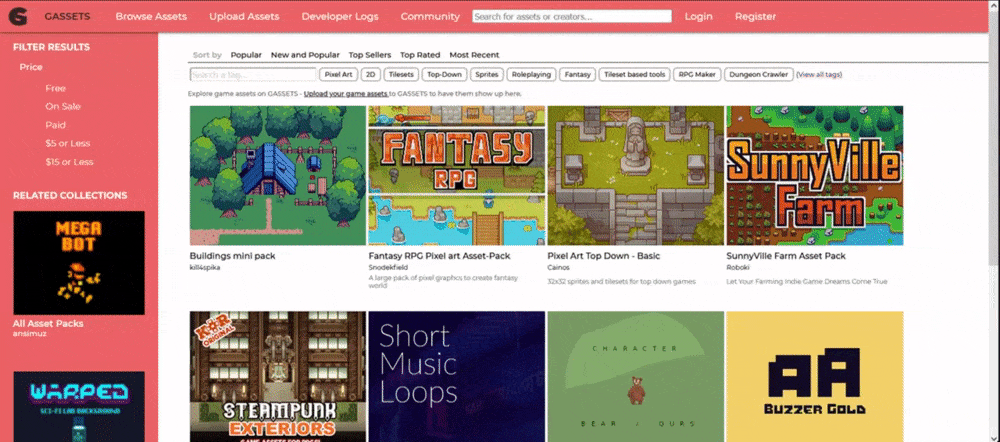 G GASSETS Browse Assets Upload Assets Developer Logs Community Search for assets or creators... Login Register
FILTER RESULTS
Price
Free
On Sale
Paid
$5 or Less
$15 or Less
RELATED COLLECTIONS
MEGA
BOT
All Asset Packs
ansimuz
WARPED
SCI-FI LAB BACKGROUND
Sort by Popular New and Popular Top Sellers Top Rated Most Recent
Search a tag... Pixel Art 2D Tilesets Top-Down Sprites Roleplaying Fantasy Tileset based tools RPG Maker Dungeon Crawler (View all tags)
Explore game assets on GASSETS - Upload your game assets to GASSETS to have them show up here.
Buildings mini pack
kill4spika
FANTASY
RPG
Fantasy RPG Pixel art Asset-Pack
Snodekfield
A large pack of pixel graphics to create fantasy
world
Pixel Art Top Down - Basic
Cainos
32x32 sprites and tilesets for top down games
SUNNYVILLE
FARM
SunnyVille Farm Asset Pack
Roboki
Let Your Farming Indie Game Dreams Come True
ORIGINAL
STEAMPUNK
EXTERIORS
Short
Music
Loops
CHARACTER
BEAR
OURS
AA
BUZZER GOLD